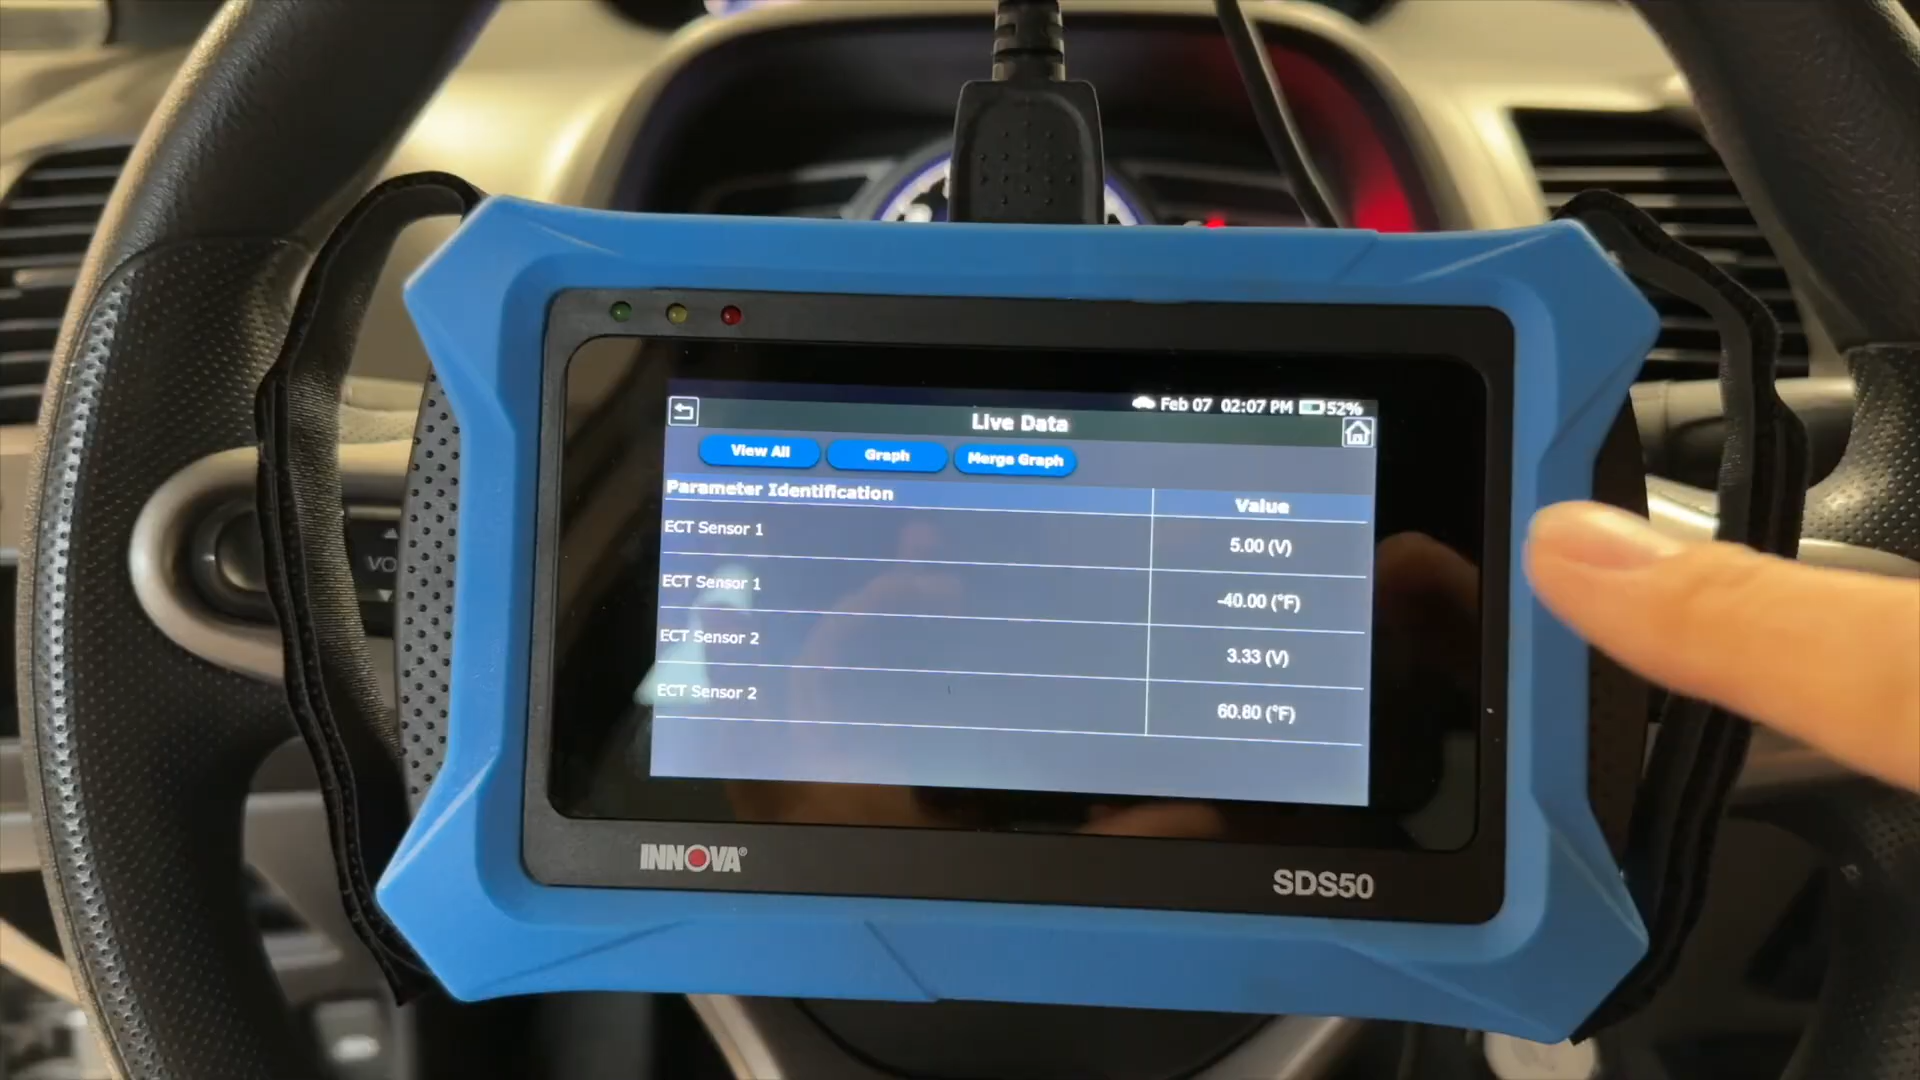 Feb 07 02:07 PM 52%
Live Data
View All Graph Merge Graph
Parameter Identification Value
ECT Sensor 1 5.00 (V)
ECT Sensor 1 -40.00 (°F)
ECT Sensor 2 3.33 (V)
ECT Sensor 2 60.80 (°F)
INNOVA®
SDS50